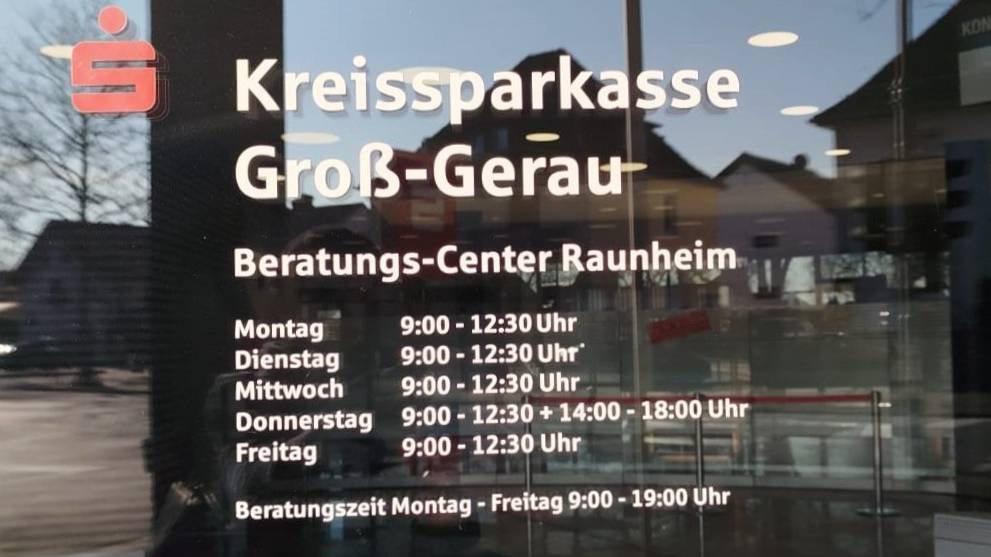 Kreissparkasse
Groß-Gerau
Beratungs-Center Raunheim
Montag 9:00 - 12:30 Uhr
Dienstag 9:00 - 12:30 Uhr
Mittwoch 9:00 - 12:30 Uhr
Donnerstag 9:00 - 12:30 + 14:00 - 18:00 Uhr
Freitag 9:00 - 12:30 Uhr
Beratungszeit Montag - Freitag 9:00 - 19:00 Uhr